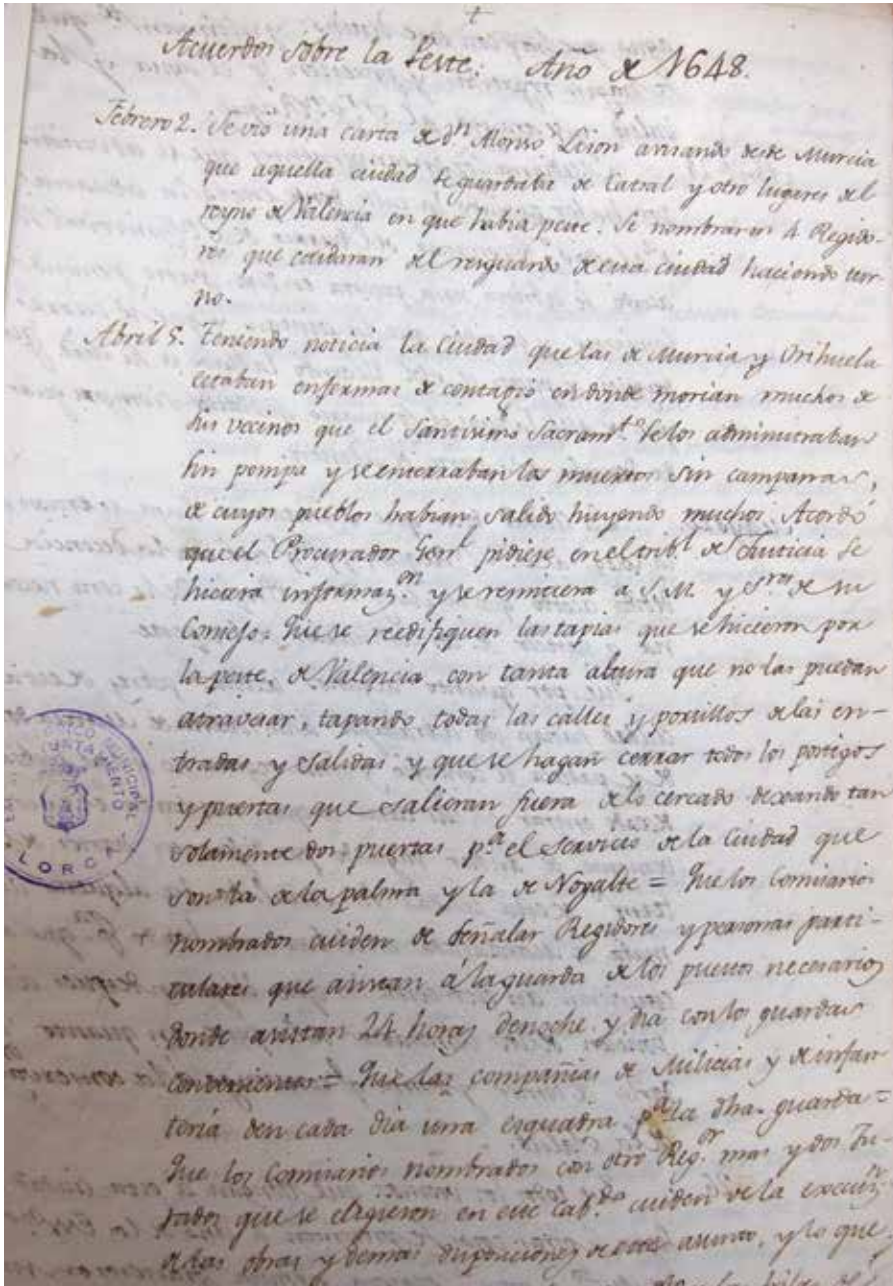 +
Acuerdos sobre la Peste. Año de 1648.
Febrero 2. Se vió una carta de dn Alonso Leson avisando desde Murcia
que aquella ciudad se guardaba de Catral y otro lugares del
reyno de Valencia en que habia peste. Se nombraron 4 Regido-
res que cuidaran del resguardo de esta ciudad haciendo tur-
no.
Abril 5. Teniendo noticia la Ciudad que las de Murcia y Orihuela
estaban enfermas de contagio en donde morian muchos de
sus vecinos que el Santisimo Sacramto. se los administraban
sin pompa y se enterraban los muertos sin campanas,
de cuyos pueblos habian salido huyendo muchos. Acordó
que el Procurador Genl. pidiese en el tribl. de Justicia se
hiciera informazn. y se remitiera a S.M. y Sres. de su
Consejo. Que se reedifiquen las tapias que se hicieron por
la peste de Valencia con tanta altura que no las puedan
atravesar, tapando todas las calles y portillos de las en-
tradas y salidas y que se hagan cerrar todos los postigos
y puertas que salieran fuera de lo cercado dexando tan
solamente dos puertas pa. el servicio de la Ciudad que
son la de la palma y la de Nogalte = Que los Comisarios
nombrados cuiden de señalar Regidores y personas parti-
culares que asistan á la guarda de los puestos necesarios
donde asistan 24 horas de noche y dia con los guardas
convenientes = Que las compañias de Milicias y de infan-
teria den cada dia una esquadra pa. la dha. guarda =
Que los Comisarios nombrados con otro Regor. mas y dos Ju-
rados que se eligieron en este cabdo. cuiden de la execuzn.
de las obras y demas disposiciones de este asunto, y lo que
ARCHIVO MUNICIPAL
AYUNTAMIENTO
LORCA